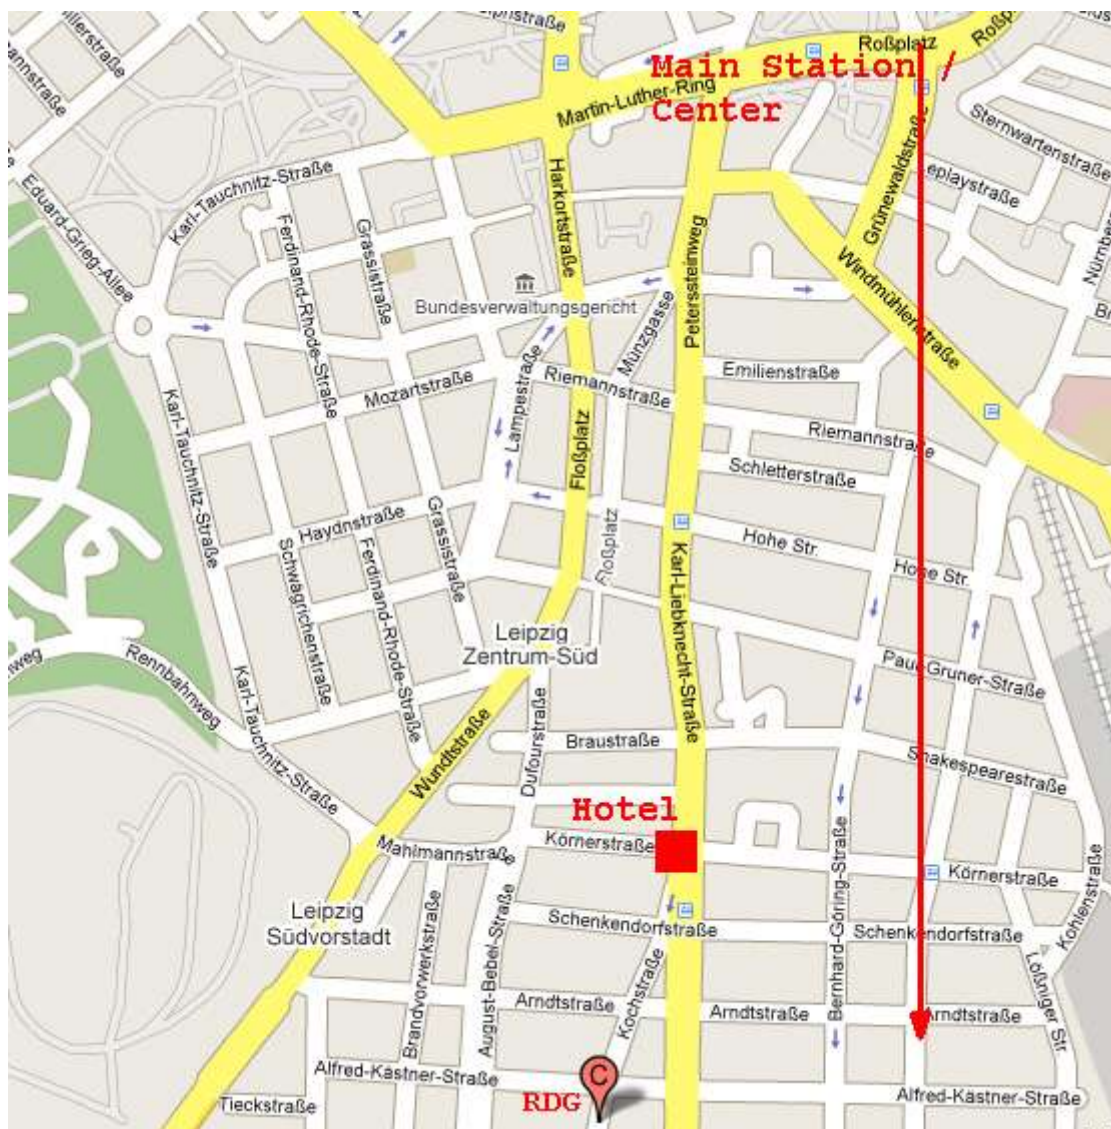 Roßplatz
Main Station /
Center
Martin-Luther-Ring
Sternwartenstraße
Karl-Tauchnitz-Straße
Harkortstraße
Grünewaldstraße
Eduard-Grieg-Allee
Ferdinand-Rhode-Straße
Grassistraße
Peterssteinweg
Windmühlenstraße
Bundesverwaltungsgericht
Münzgasse
Emilienstraße
Mozartstraße
Lampestraße
Riemannstraße
Riemannstraße
Karl-Tauchnitz-Straße
Floßplatz
Schletterstraße
Haydnstraße
Grassistraße
Floßplatz
Hohe Str.
Hohe Str.
Schwägrichenstraße
Ferdinand-Rhode-Straße
Karl-Liebknecht-Straße
Leipzig
Zentrum-Süd
Paul-Gruner-Straße
Rennbahnweg
Karl-Tauchnitz-Straße
Wundtstraße
Dufourstraße
Braustraße
Shakespearestraße
Hotel
Körnerstraße
Mahlmannstraße
Bernhard-Göring-Straße
Körnerstraße
Kohlenstraße
Leipzig
Südvorstadt
Brandvorwerkstraße
August-Bebel-Straße
Schenkendorfstraße
Schenkendorfstraße
Kochstraße
Lößniger Str
Arndtstraße
Arndtstraße
Arndtstraße
Alfred-Kästner-Straße
C
RDG
Alfred-Kästner-Straße
Tieckstraße